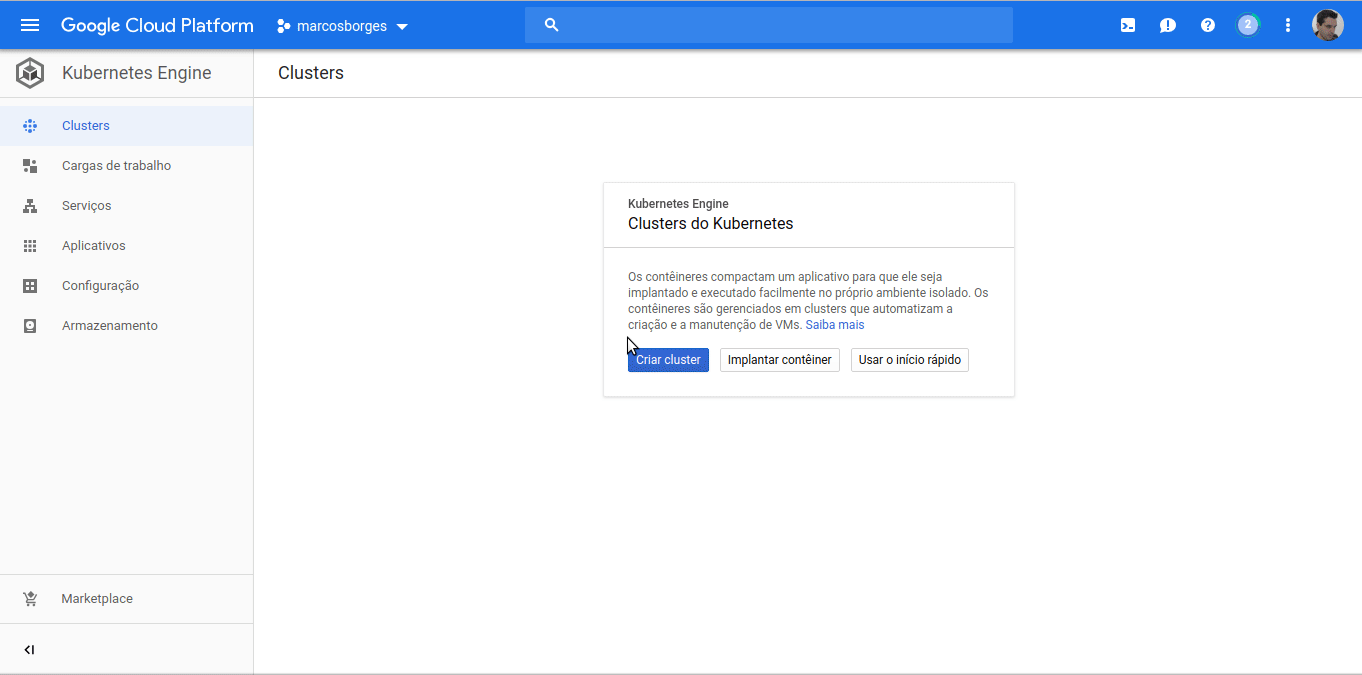 Google Cloud Platform
marcosborges
2
Kubernetes Engine
Clusters
Clusters
Cargas de trabalho
Serviços
Aplicativos
Configuração
Armazenamento
Marketplace
Kubernetes Engine
Clusters do Kubernetes
Os contêineres compactam um aplicativo para que ele seja
implantado e executado facilmente no próprio ambiente isolado. Os
contêineres são gerenciados em clusters que automatizam a
criação e a manutenção de VMs. Saiba mais
Criar cluster
Implantar contêiner
Usar o início rápido